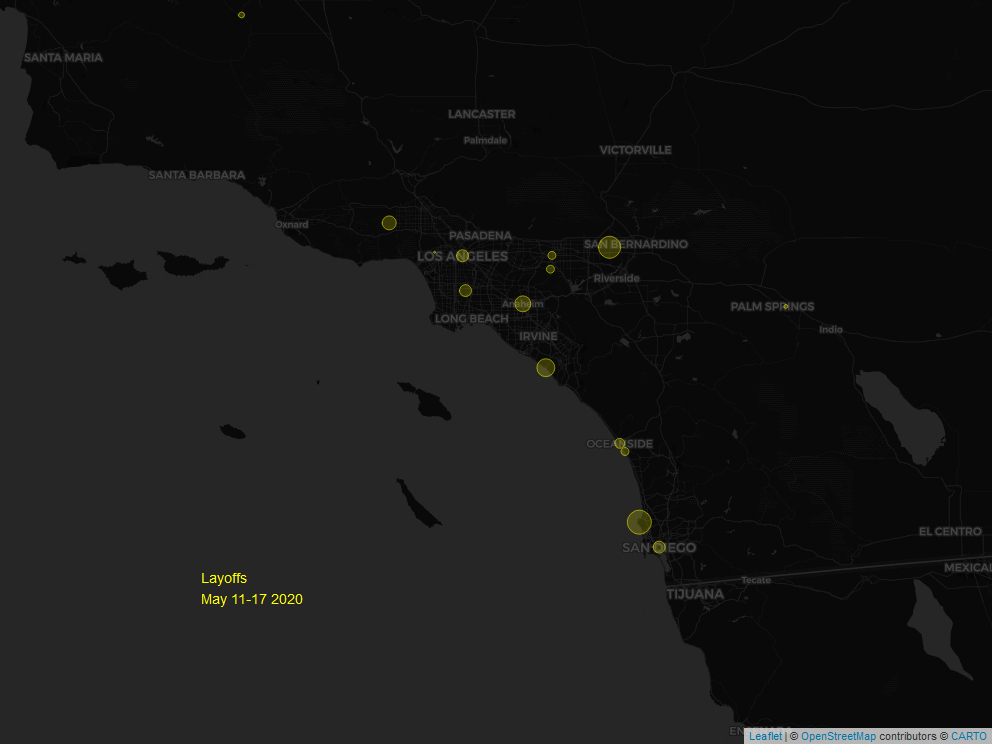 SANTA MARIA
LANCASTER
Palmdale
VICTORVILLE
SANTA BARBARA
Oxnard
PASADENA
SAN BERNARDINO
LOS ANGELES
Riverside
Anaheim
PALM SPRINGS
LONG BEACH
Indio
IRVINE
OCEANSIDE
EL CENTRO
SAN DIEGO
MEXICAL
Layoffs
Tecate
TIJUANA
May 11-17 2020
Leaflet | © OpenStreetMap contributors © CARTO